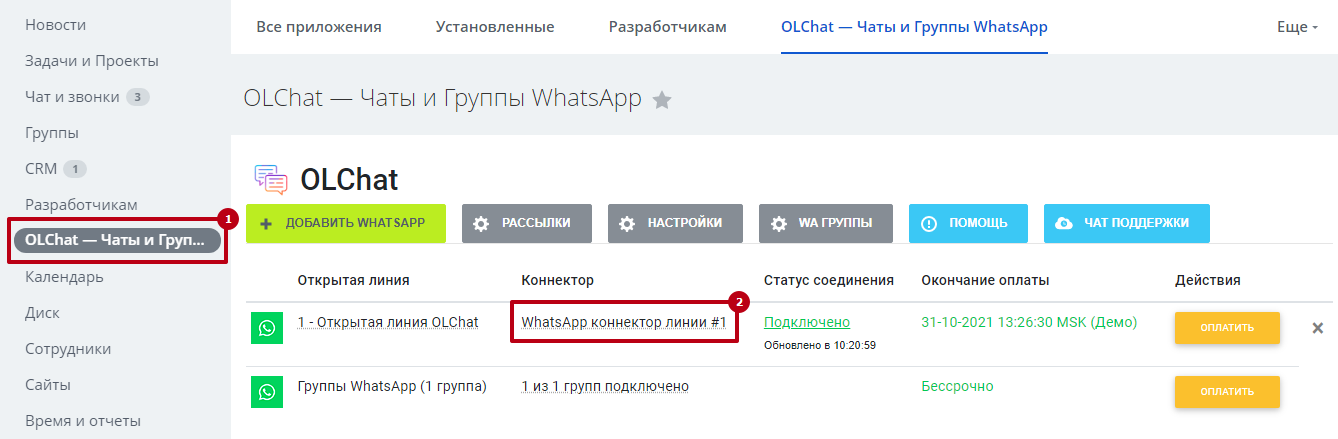 Новости
Задачи и Проекты
Чат и звонки 3
Группы
CRM 1
Разработчикам
1
OLChat — Чаты и Груп...
Календарь
Диск
Сотрудники
Сайты
Время и отчеты
Все приложения Установленные Разработчикам OLChat — Чаты и Группы WhatsApp Еще
OLChat — Чаты и Группы WhatsApp
OLChat
ДОБАВИТЬ WHATSAPP РАССЫЛКИ НАСТРОЙКИ WA ГРУППЫ ПОМОЩЬ ЧАТ ПОДДЕРЖКИ
Открытая линия Коннектор Статус соединения Окончание оплаты Действия
2
1 - Открытая линия OLChat WhatsApp коннектор линии #1 Подключено 31-10-2021 13:26:30 MSK (Демо) ОПЛАТИТЬ
Обновлено в 10:20:59
Группы WhatsApp (1 группа) 1 из 1 групп подключено Бессрочно ОПЛАТИТЬ